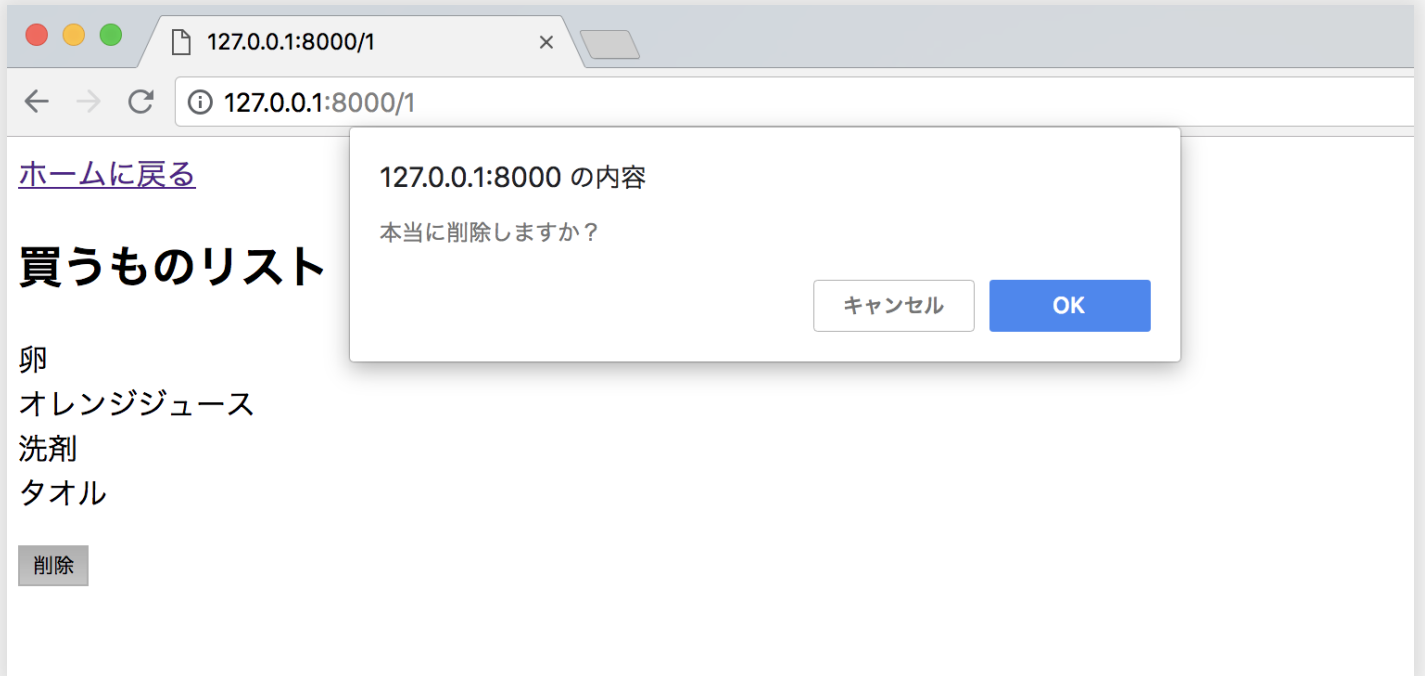 127.0.0.1:8000/1
127.0.0.1:8000/1
127.0.0.1:8000 の内容
本当に削除しますか？
キャンセル OK
ホームに戻る
買うものリスト
卵
オレンジジュース
洗剤
タオル
削除